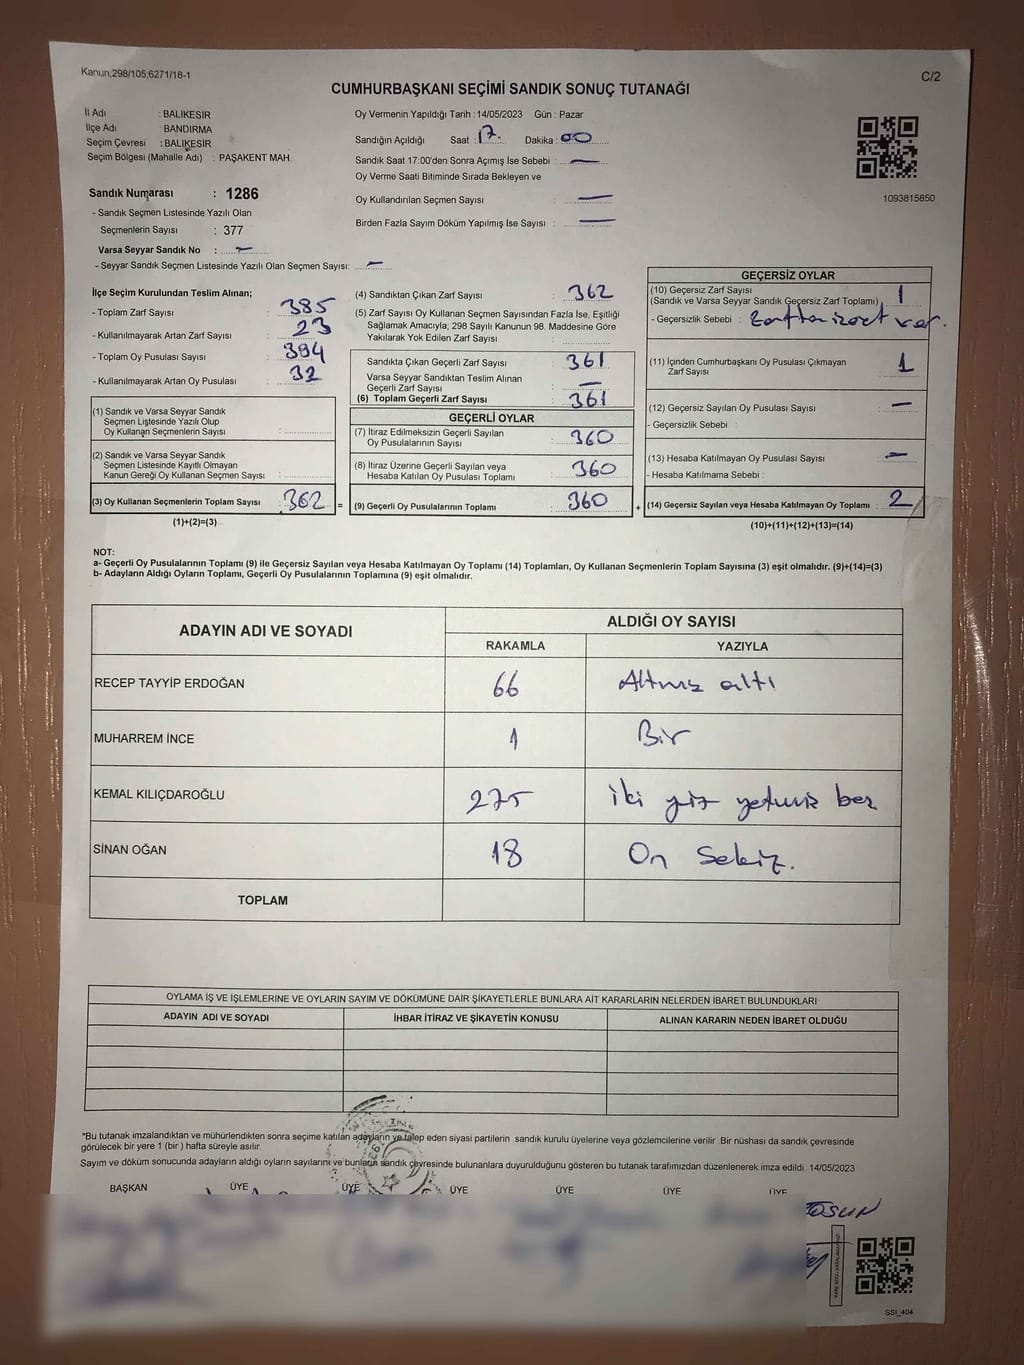 Kanun;298/105;6271/18-1
C/2
CUMHURBAŞKANI SEÇİMİ SANDIK SONUÇ TUTANAĞI
İl Adı : BALIKESİR
İlçe Adı : BANDIRMA
Seçim Çevresi : BALIKESİR
Seçim Bölgesi (Mahalle Adı) : PAŞAKENT MAH.
Sandık Numarası : 1286
- Sandık Seçmen Listesinde Yazılı Olan
Seçmenlerin Sayısı : 377
Varsa Seyyar Sandık No : —
- Seyyar Sandık Seçmen Listesinde Yazılı Olan Seçmen Sayısı: —
Oy Vermenin Yapıldığı Tarih : 14/05/2023 Gün : Pazar
Sandığın Açıldığı Saat : 17. Dakika : 00
Sandık Saat 17:00'den Sonra Açımış İse Sebebi : —
Oy Verme Saati Bitiminde Sırada Bekleyen ve
Oy Kullandırılan Seçmen Sayısı : —
Birden Fazla Sayım Döküm Yapılmış İse Sayısı : —
1093815850
İlçe Seçim Kurulundan Teslim Alınan;
- Toplam Zarf Sayısı : 385
- Kullanılmayarak Artan Zarf Sayısı : 23
- Toplam Oy Pusulası Sayısı : 394
- Kullanılmayarak Artan Oy Pusulası : 32
(1) Sandık ve Varsa Seyyar Sandık
Seçmen Listesinde Yazılı Olup
Oy Kullanan Seçmenlerin Sayısı :
(2) Sandık ve Varsa Seyyar Sandık
Seçmen Listesinde Kayıtlı Olmayan
Kanun Gereği Oy Kullanan Seçmen Sayısı :
(3) Oy Kullanan Seçmenlerin Toplam Sayısı : 362 =
(1)+(2)=(3)
(4) Sandıktan Çıkan Zarf Sayısı : 362
(5) Zarf Sayısı Oy Kullanan Seçmen Sayısından Fazla İse, Eşitliği
Sağlamak Amacıyla; 298 Sayılı Kanunun 98. Maddesine Göre
Yakılarak Yok Edilen Zarf Sayısı :
Sandıkta Çıkan Geçerli Zarf Sayısı : 361
Varsa Seyyar Sandıktan Teslim Alınan
Geçerli Zarf Sayısı : —
(6) Toplam Geçerli Zarf Sayısı : 361
GEÇERLİ OYLAR
(7) İtiraz Edilmeksizin Geçerli Sayılan
Oy Pusulalarının Sayısı : 360
(8) İtiraz Üzerine Geçerli Sayılan veya
Hesaba Katılan Oy Pusulası Toplamı : 360
(9) Geçerli Oy Pusulalarının Toplamı : 360 +
GEÇERSİZ OYLAR
(10) Geçersiz Zarf Sayısı
(Sandık ve Varsa Seyyar Sandık Geçersiz Zarf Toplamı) : 1
- Geçersizlik Sebebi : var.
(11) İçinden Cumhurbaşkanı Oy Pusulası Çıkmayan
Zarf Sayısı : 1
(12) Geçersiz Sayılan Oy Pusulası Sayısı : —
- Geçersizlik Sebebi :
(13) Hesaba Katılmayan Oy Pusulası Sayısı : —
- Hesaba Katılmama Sebebi :
(14) Geçersiz Sayılan veya Hesaba Katılmayan Oy Toplamı : 2
(10)+(11)+(12)+(13)=(14)
NOT:
a- Geçerli Oy Pusulalarının Toplamı (9) ile Geçersiz Sayılan veya Hesaba Katılmayan Oy Toplamı (14) Toplamları, Oy Kullanan Seçmenlerin Toplam Sayısına (3) eşit olmalıdır. (9)+(14)=(3)
b- Adayların Aldığı Oyların Toplamı, Geçerli Oy Pusulalarının Toplamına (9) eşit olmalıdır.
ADAYIN ADI VE SOYADI
ALDIĞI OY SAYISI
RAKAMLA YAZIYLA
RECEP TAYYİP ERDOĞAN 66 Altmış altı
MUHARREM İNCE 1 Bir
KEMAL KILIÇDAROĞLU 275 iki yüz yetmiş beş
SİNAN OĞAN 18 On Sekiz.
TOPLAM
OYLAMA İŞ VE İŞLEMLERİNE VE OYLARIN SAYIM VE DÖKÜMÜNE DAİR ŞİKAYETLERLE BUNLARA AİT KARARLARIN NELERDEN İBARET BULUNDUKLARI
ADAYIN ADI VE SOYADI İHBAR İTİRAZ VE ŞİKAYETİN KONUSU ALINAN KARARIN NEDEN İBARET OLDUĞU
*Bu tutanak imzalandıktan ve mühürlendikten sonra seçime katılan adayların ve talep eden siyasi partilerin sandık kurulu üyelerine veya gözlemcilerine verilir .Bir nüshası da sandık çevresinde
görülecek bir yere 1 (bir ) hafta süreyle asılır.
Sayım ve döküm sonucunda adayların aldığı oyların sayılarını ve bunların sandık çevresinde bulunanlara duyurulduğunu gösteren bu tutanak tarafımızdan düzenlenerek imza edildi. 14/05/2023
BAŞKAN ÜYE ÜYE ÜYE ÜYE ÜYE ÜYE
TOSUN
SSI_404